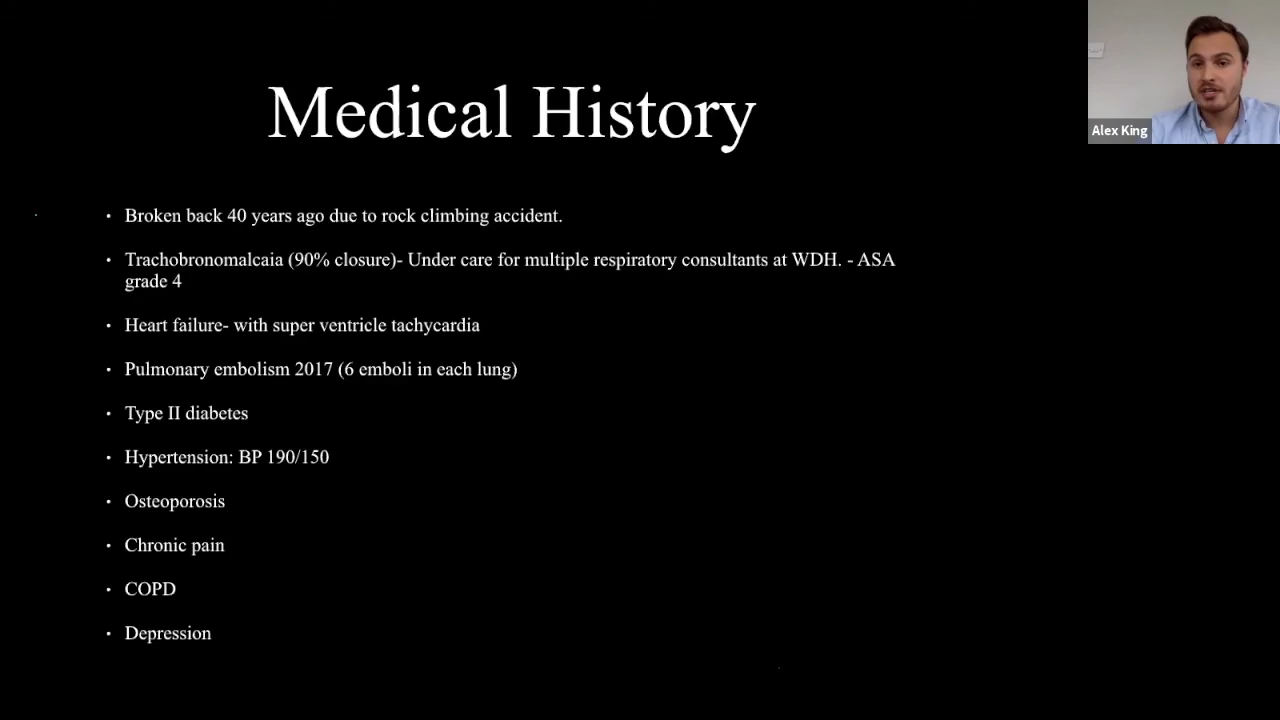 Medical History
Alex King
• Broken back 40 years ago due to rock climbing accident.
• Trachobronomalcaia (90% closure)- Under care for multiple respiratory consultants at WDH. - ASA
grade 4
• Heart failure- with super ventricle tachycardia
• Pulmonary embolism 2017 (6 emboli in each lung)
• Type II diabetes
• Hypertension: BP 190/150
• Osteoporosis
• Chronic pain
• COPD
• Depression